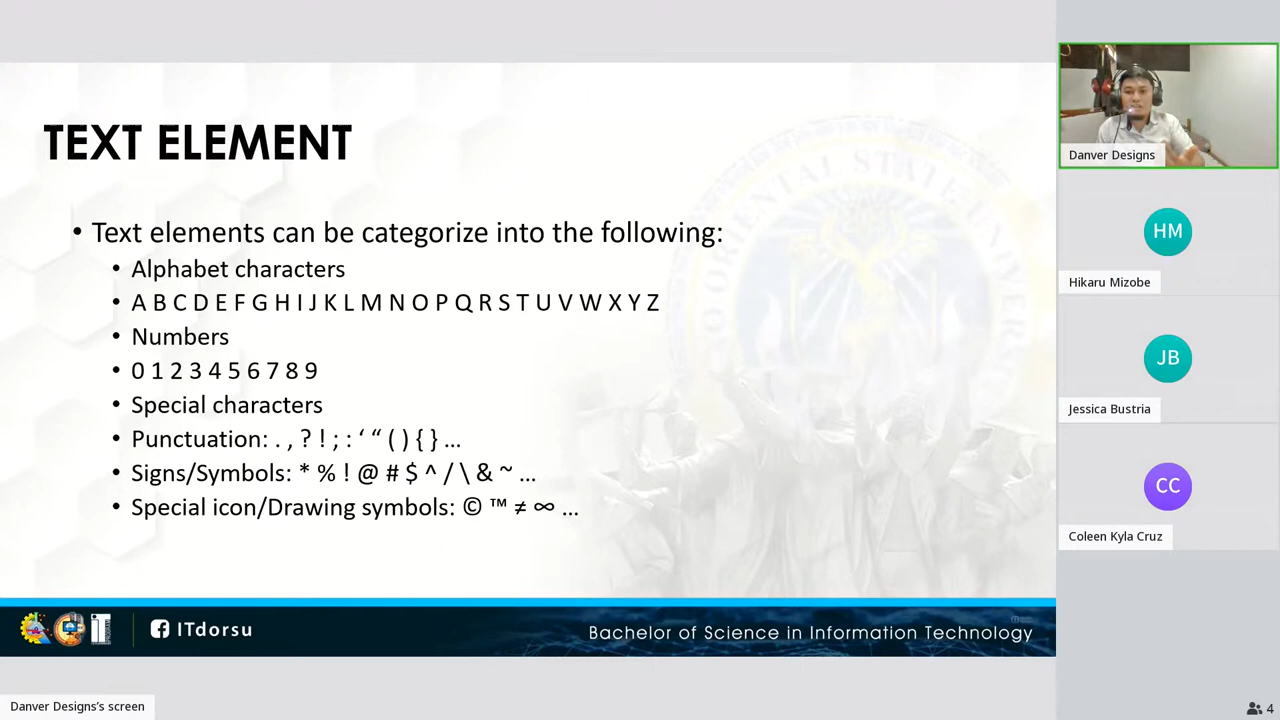 TEXT ELEMENT
• Text elements can be categorize into the following:
• Alphabet characters
• A B C D E F G H I J K L M N O P Q R S T U V W X Y Z
• Numbers
• 0 1 2 3 4 5 6 7 8 9
• Special characters
• Punctuation: . , ? ! ; : ‘ “ ( ) { } ...
• Signs/Symbols: * % ! @ # $ ^ / \ & ~ ...
• Special icon/Drawing symbols: © ™ ≠ ∞ ...
ITdorsu
Bachelor of Science in Information Technology
Danver Designs's screen
Danver Designs
HM
Hikaru Mizobe
JB
Jessica Bustria
CC
Coleen Kyla Cruz
4